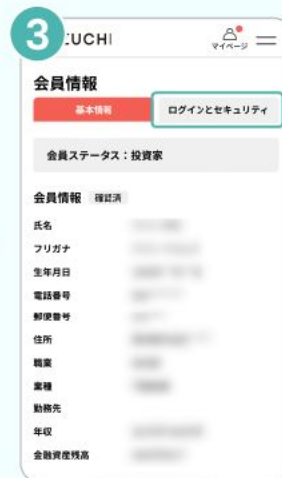 3
UCHI
マイページ
会員情報
基本情報
ログインとセキュリティ
会員ステータス：投資家
会員情報 確認済
氏名
フリガナ
生年月日
電話番号
郵便番号
住所
職業
業種
勤務先
年収
金融資産残高